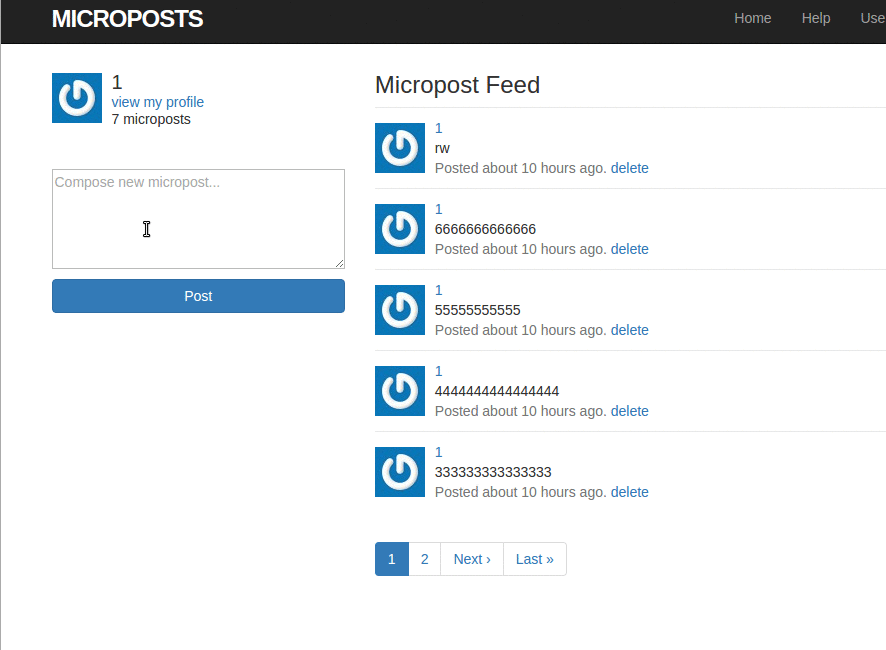 MICROPOSTS
Home Help Use
1
view my profile
7 microposts
Compose new micropost...
Post
Micropost Feed
1
rw
Posted about 10 hours ago. delete
1
6666666666666
Posted about 10 hours ago. delete
1
55555555555
Posted about 10 hours ago. delete
1
4444444444444444
Posted about 10 hours ago. delete
1
333333333333333
Posted about 10 hours ago. delete
1 2 Next › Last »